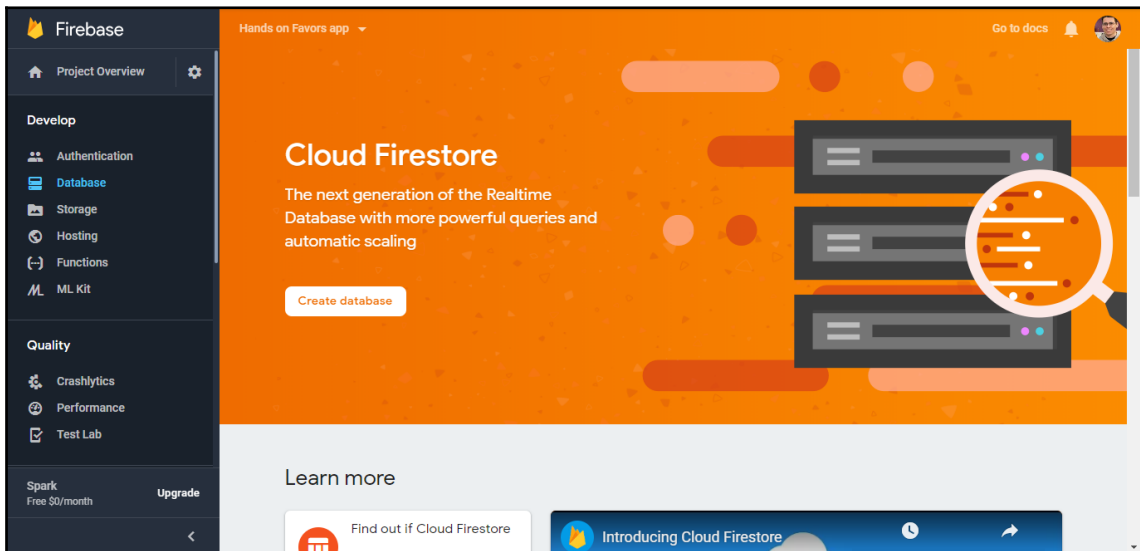 Firebase
Hands on Favors app
Go to docs
Project Overview
Develop
Authentication
Database
Storage
Hosting
Functions
ML Kit
Quality
Crashlytics
Performance
Test Lab
Spark
Free $0/month
Upgrade
Cloud Firestore
The next generation of the Realtime
Database with more powerful queries and
automatic scaling
Create database
Learn more
Find out if Cloud Firestore
Introducing Cloud Firestore